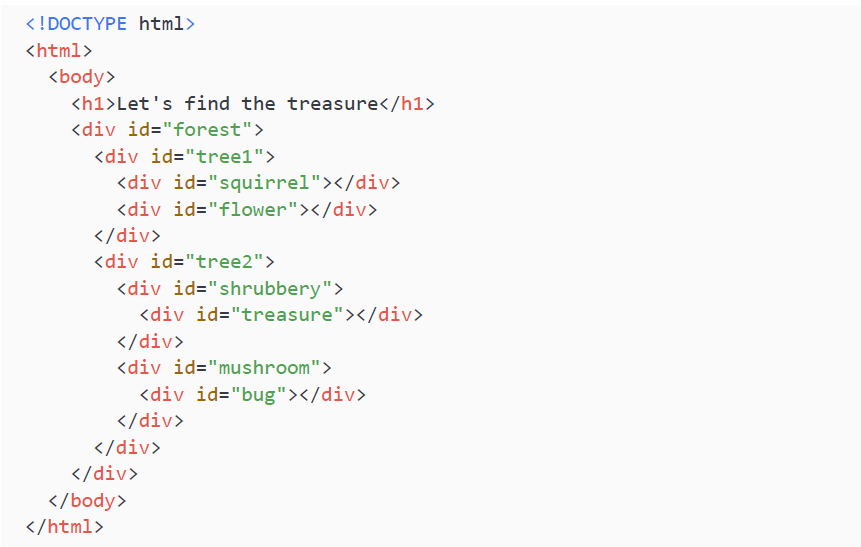 <!DOCTYPE html>
<html>
<body>
<h1>Let's find the treasure</h1>
<div id="forest">
<div id="tree1">
<div id="squirrel"></div>
<div id="flower"></div>
</div>
<div id="tree2">
<div id="shrubbery">
<div id="treasure"></div>
</div>
<div id="mushroom">
<div id="bug"></div>
</div>
</div>
</div>
</body>
</html>